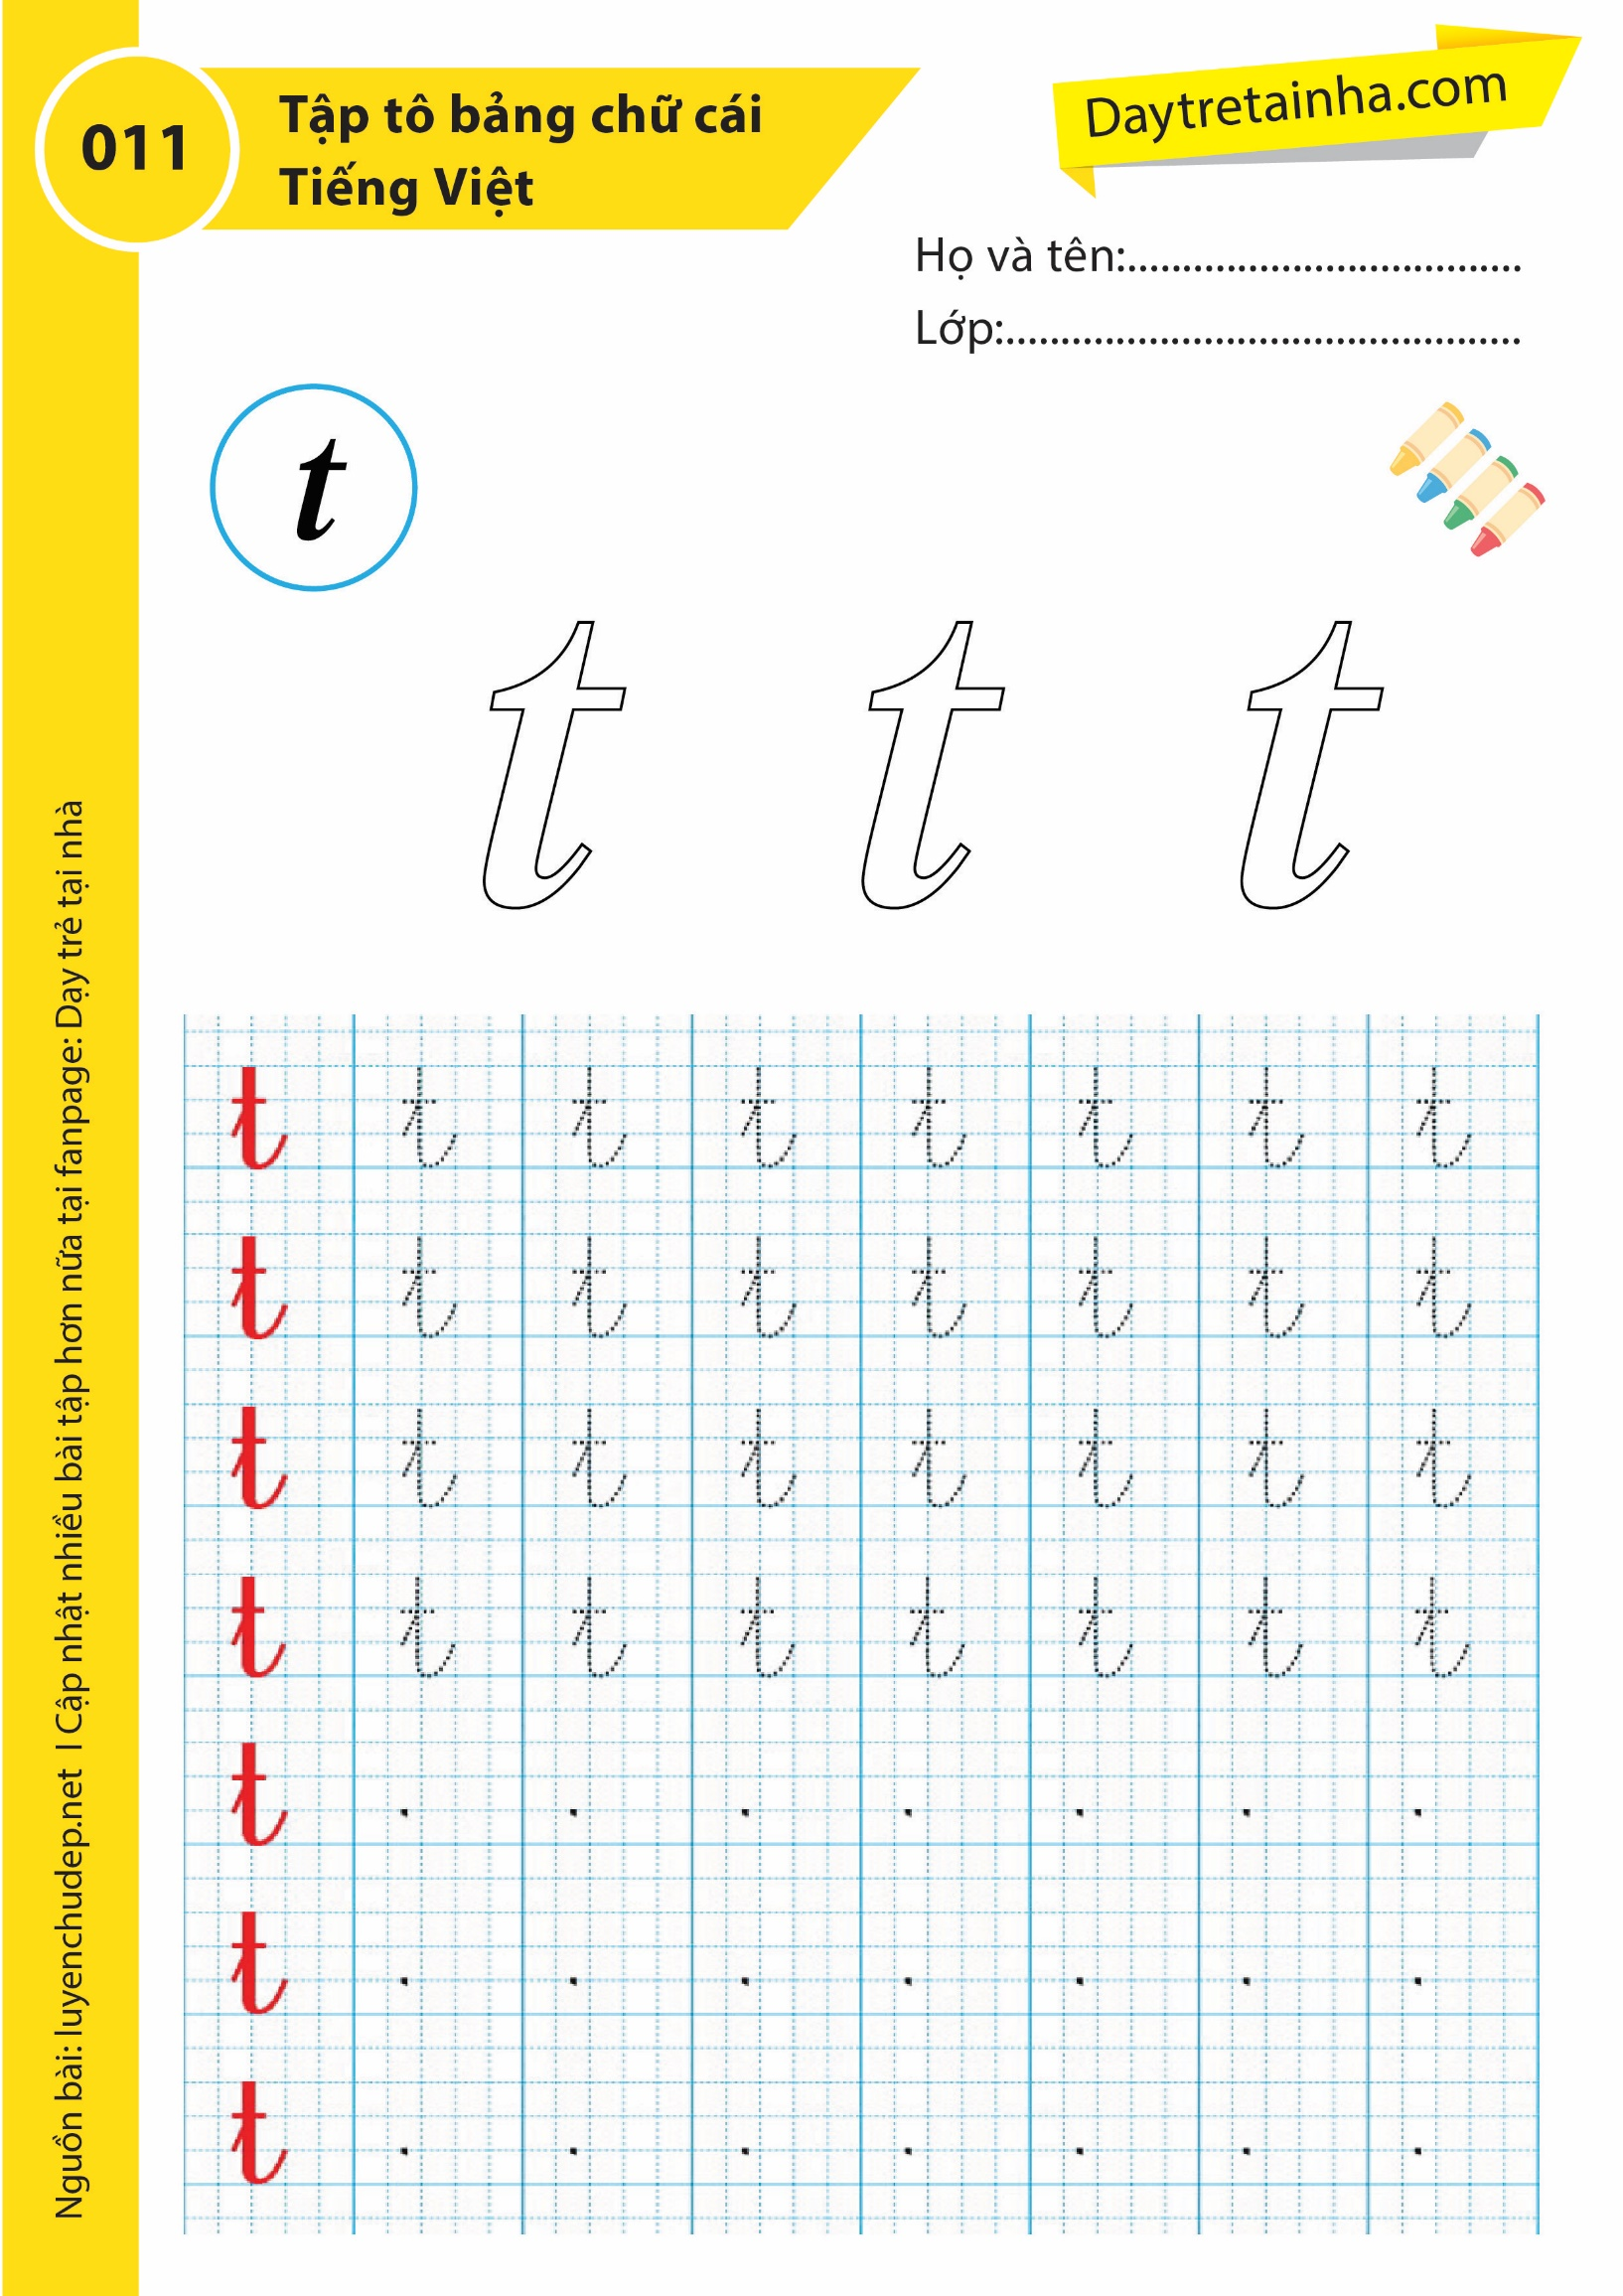 011
Tập tô bảng chữ cái
Tiếng Việt
Daytretainha.com
Họ và tên:....................................
Lớp:...............................................
t
t t t
t t t t t t t t
t t t t t t t t
t t t t t t t t
t t t t t t t t
t . . . . . . .
t . . . . . . .
t . . . . . . .
Nguồn bài: luyenchudep.net I Cập nhật nhiều bài tập hơn nữa tại fanpage: Dạy trẻ tại nhà